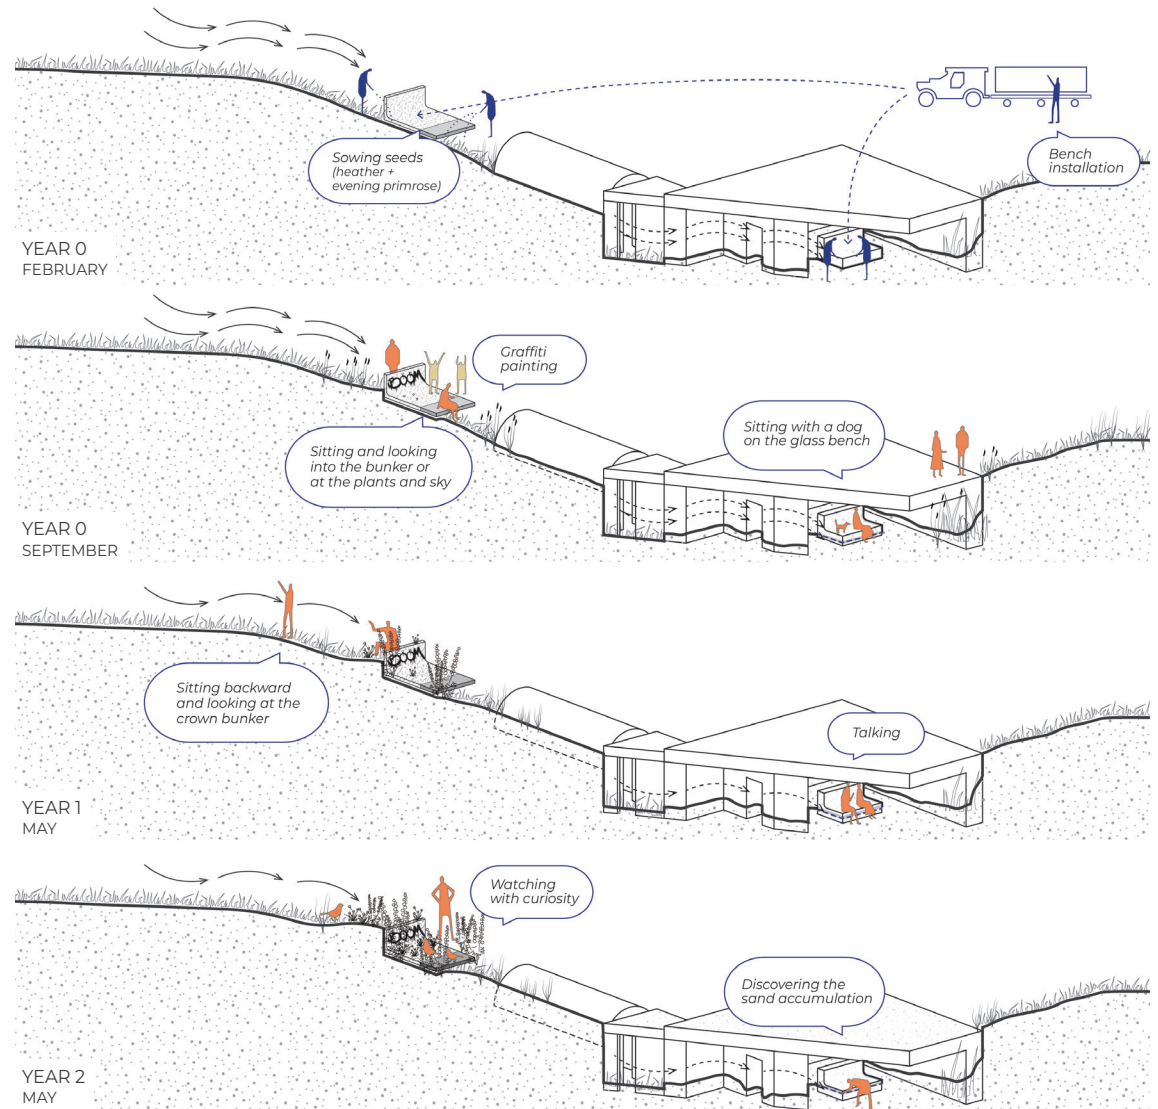 Sowing seeds
(heather +
evening primrose)
Bench
installation
YEAR 0
FEBRUARY
Graffiti
painting
Sitting and looking
into the bunker or
at the plants and sky
Sitting with a dog
on the glass bench
YEAR 0
SEPTEMBER
Sitting backward
and looking at the
crown bunker
Talking
YEAR 1
MAY
Watching
with curiosity
Discovering the
sand accumulation
YEAR 2
MAY